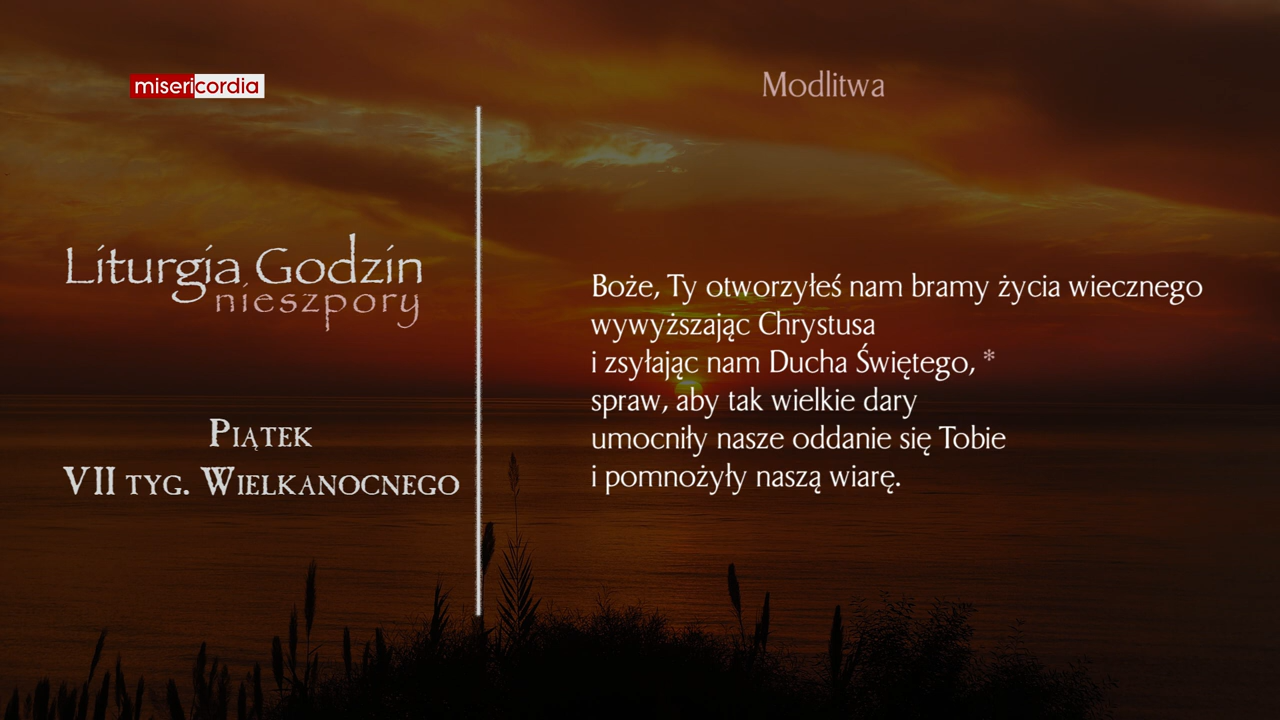 misericordia
Modlitwa
Liturgia Godzin
nieszpory
Piątek
VII tyg. Wielkanocnego
Boże, Ty otworzyłeś nam bramy życia wiecznego
wywyższając Chrystusa
i zsyłając nam Ducha Świętego, *
spraw, aby tak wielkie dary
umocniły nasze oddanie się Tobie
i pomnożyły naszą wiarę.